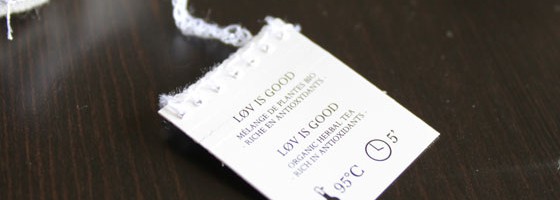 LØV IS GOOD
MÉLANGE DE PLANTES BIO
. RICHE EN ANTIOXYDANTS .
LØV IS GOOD
ORGANIC HERBAL TEA
. RICH IN ANTIOXIDANTS .
95°C 5'